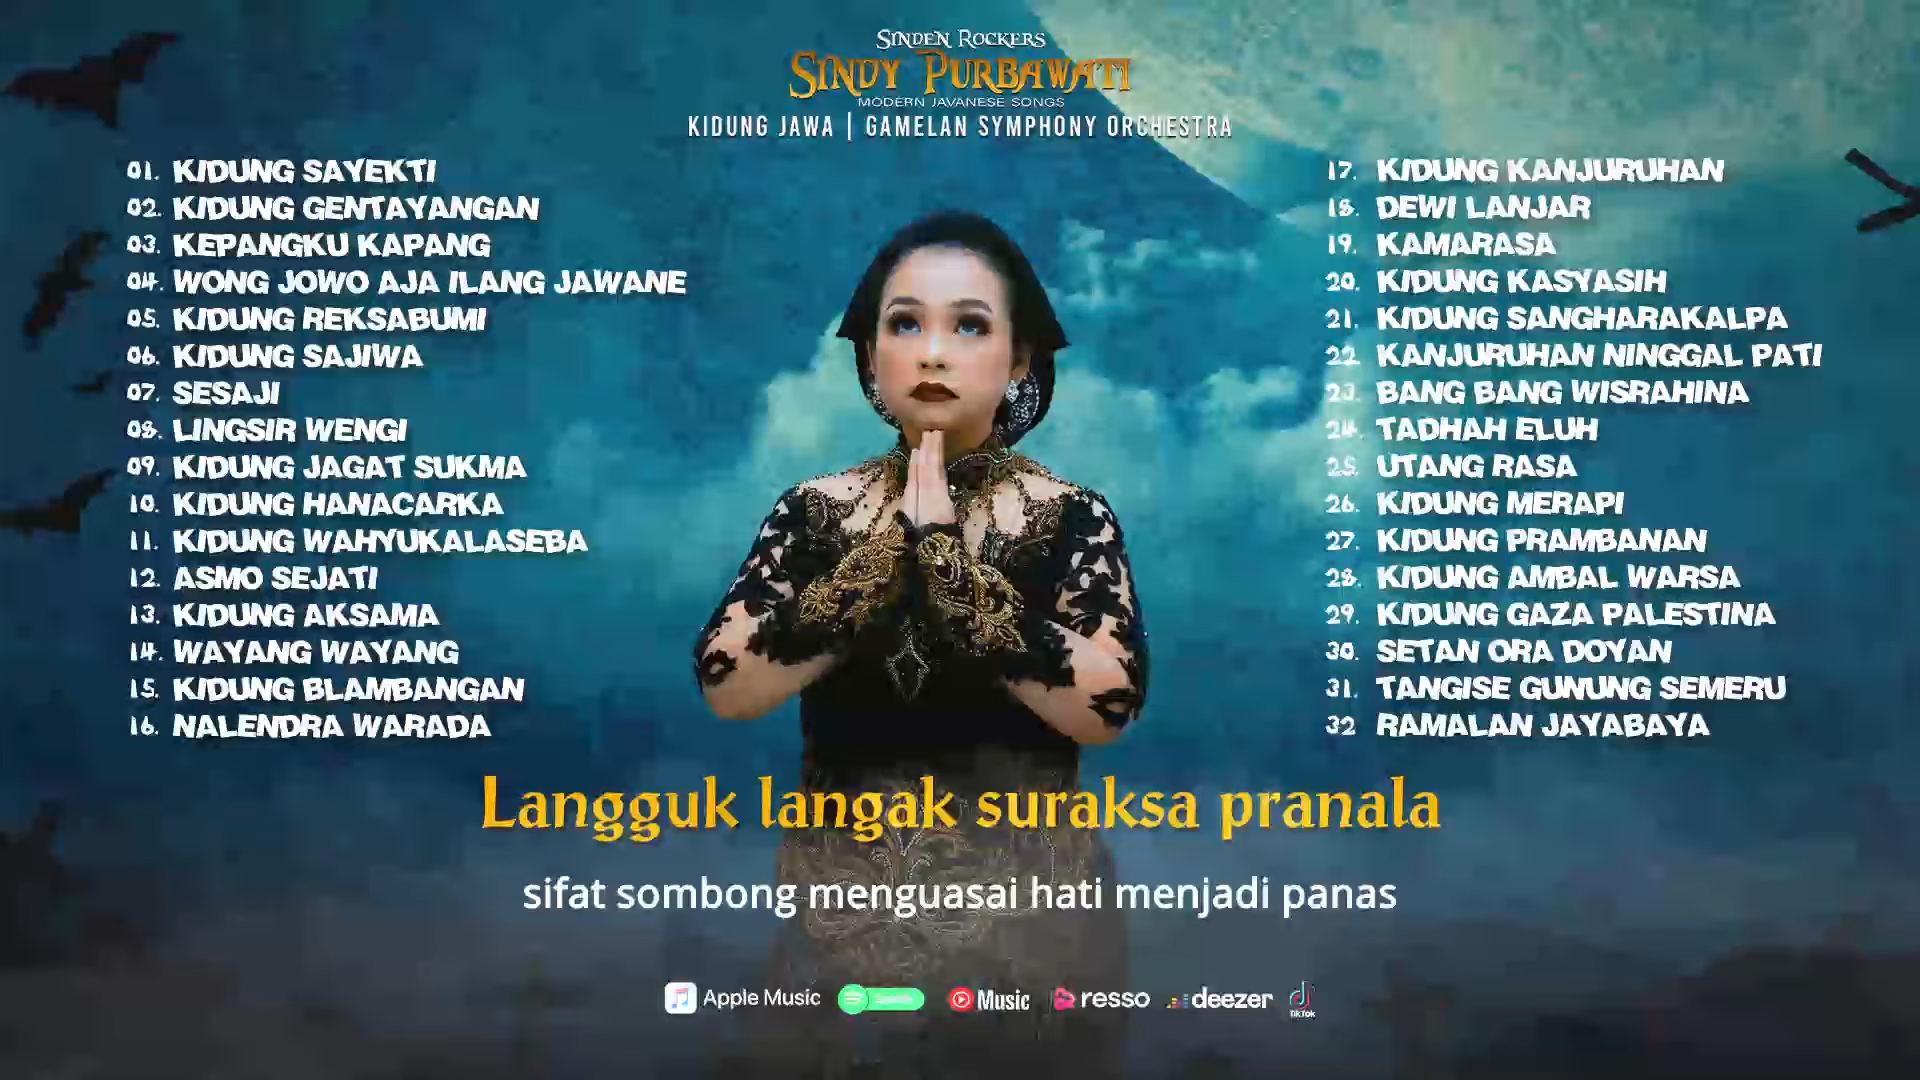 SINDEN ROCKERS
SINDY PURBAWATI
MODERN JAVANESE SONGS
KIDUNG JAWA | GAMELAN SYMPHONY ORCHESTRA
01. KIDUNG SAYEKTI
02. KIDUNG GENTAYANGAN
03. KEPANGKU KAPANG
04. WONG JOWO AJA ILANG JAWANE
05. KIDUNG REKSABUMI
06. KIDUNG SAJIWA
07. SESAJI
08. LINGSIR WENGI
09. KIDUNG JAGAT SUKMA
10. KIDUNG HANACARKA
11. KIDUNG WAHYUKALASEBA
12. ASMO SEJATI
13. KIDUNG AKSAMA
14. WAYANG WAYANG
15. KIDUNG BLAMBANGAN
16. NALENDRA WARADA
17. KIDUNG KANJURUHAN
18. DEWI LANJAR
19. KAMARASA
20. KIDUNG KASYASIH
21. KIDUNG SANGHARAKALPA
22. KANJURUHAN NINGGAL PATI
23. BANG BANG WISRAHINA
24. TADHAH ELUH
25. UTANG RASA
26. KIDUNG MERAPI
27. KIDUNG PRAMBANAN
28. KIDUNG AMBAL WARSA
29. KIDUNG GAZA PALESTINA
30. SETAN ORA DOYAN
31. TANGISE GUNUNG SEMERU
32 RAMALAN JAYABAYA
Langguk langak suraksa pranala
sifat sombong menguasai hati menjadi panas
Apple Music Spotify Music resso deezer TikTok